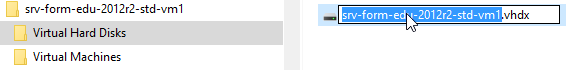 srv-form-edu-2012r2-std-vm1
Virtual Hard Disks
Virtual Machines
srv-form-edu-2012r2-std-vm1.vhdx